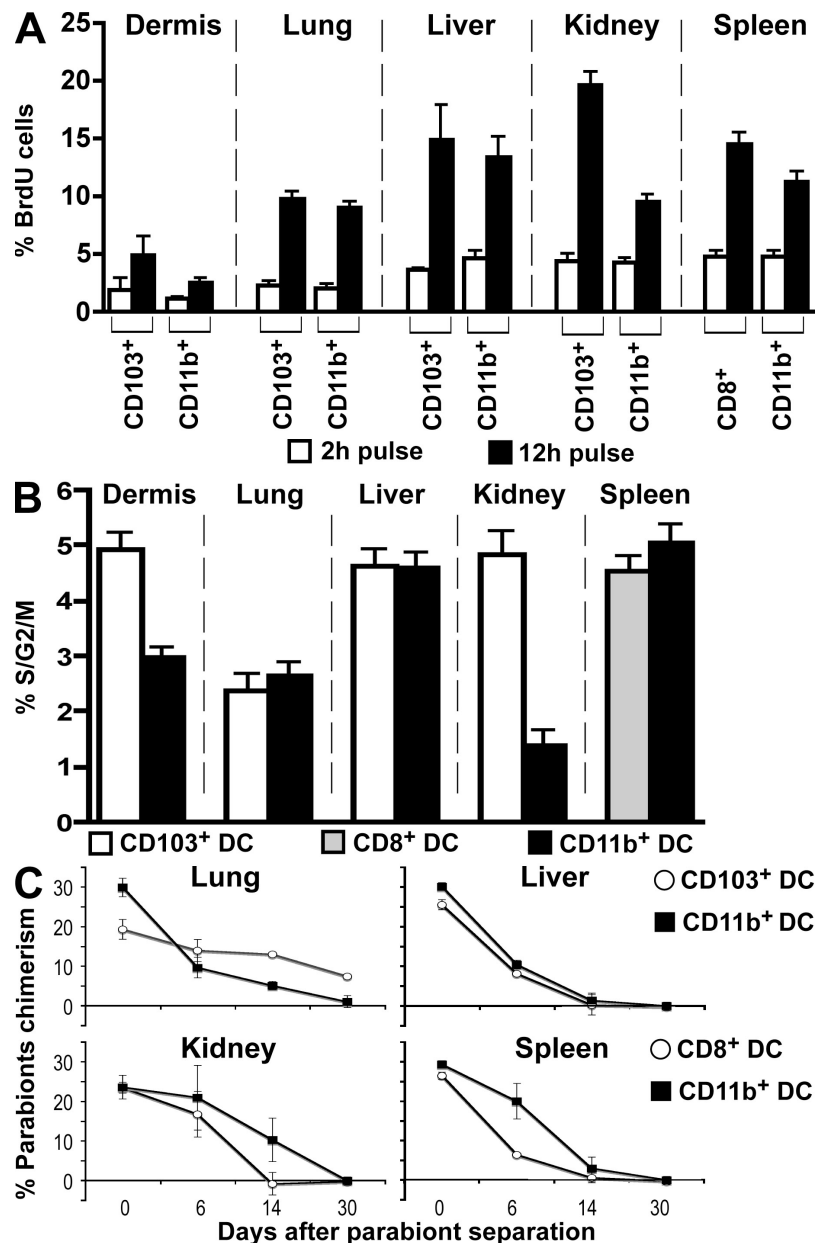 A
Dermis Lung Liver Kidney Spleen
% BrdU cells
25
20
15
10
5
0
CD103+ CD11b+ CD103+ CD11b+ CD103+ CD11b+ CD103+ CD11b+ CD8+ CD11b+
2h pulse 12h pulse
B
Dermis Lung Liver Kidney Spleen
% S/G2/M
6
5
4
3
2
1
0
CD103+ DC CD8+ DC CD11b+ DC
C
Lung Liver
CD103+ DC
CD11b+ DC
30
20
10
0
Kidney Spleen
CD8+ DC
CD11b+ DC
30
20
10
0
% Parabionts chimerism
0 6 14 30 0 6 14 30
Days after parabiont separation